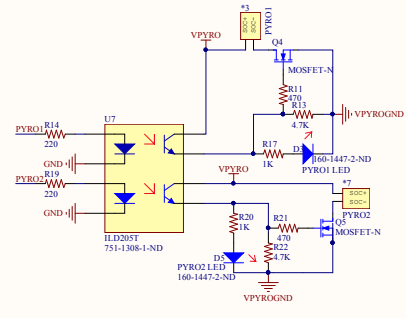 *3
PYRO1
SOC+
SOC-
VPYRO
Q4
MOSFET-N
R11
470
R13
4.7K
VPYROGND
U7
PYRO1
R14
220
GND
R17
1K
160-1447-2-ND
PYRO1 LED
VPYRO
PYRO2
R19
220
GND
*7
SOC+
SOC-
PYRO2
R20
1K
R21
470
Q5
MOSFET-N
ILD205T
751-1308-1-ND
R22
4.7K
D5
PYRO2 LED
160-1447-2-ND
VPYROGND